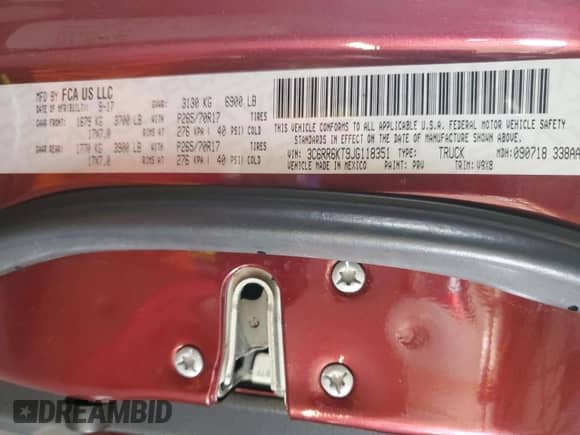 MFD BY FCA US LLC GVWR: 3130 KG 6900 LB
DATE OF MFR(BUILT): 9-17
GAWR FRONT: 1679 KG 3700 LB WITH P265/70R17 TIRES
17X7.0 RIMS AT 276 KPA ( 40 PSI) COLD
GAWR REAR: 1770 KG 3900 LB WITH P265/70R17 TIRES
17X7.0 RIMS AT 276 KPA ( 40 PSI) COLD
THIS VEHICLE CONFORMS TO ALL APPLICABLE U.S.A. FEDERAL MOTOR VEHICLE SAFETY
STANDARDS IN EFFECT ON THE DATE OF MANUFACTURE SHOWN ABOVE.
VIN: 3C6RR6KT9JG118351 TYPE: TRUCK MDH: 090718 338AA
VEHICLE MADE IN MEXICO PAINT: PRV TRIM: V9X8
DREAMBID